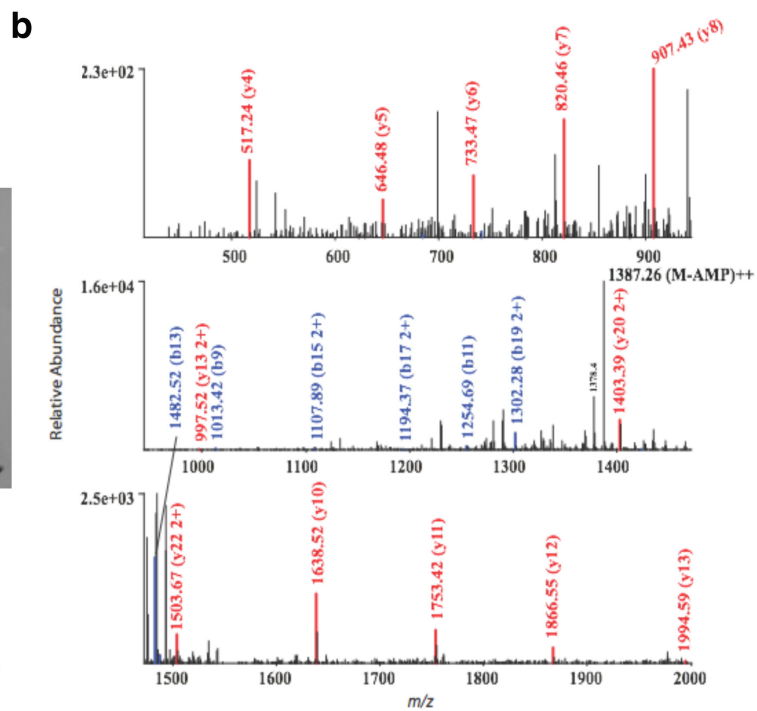 b
2.3e+02
517.24 (y4)
646.48 (y5)
733.47 (y6)
820.46 (y7)
907.43 (y8)
500 600 700 800 900
Relative Abundance
1.6e+04
1482.52 (b13)
997.52 (y13 2+)
1013.42 (b9)
1107.89 (b15 2+)
1194.37 (b17 2+)
1254.69 (b11)
1302.28 (b19 2+)
1378.4
1387.26 (M-AMP)++
1403.39 (y20 2+)
1000 1100 1200 1300 1400
2.5e+03
1503.67 (y22 2+)
1638.52 (y10)
1753.42 (y11)
1866.55 (y12)
1994.59 (y13)
1500 1600 1700 1800 1900 2000
m/z